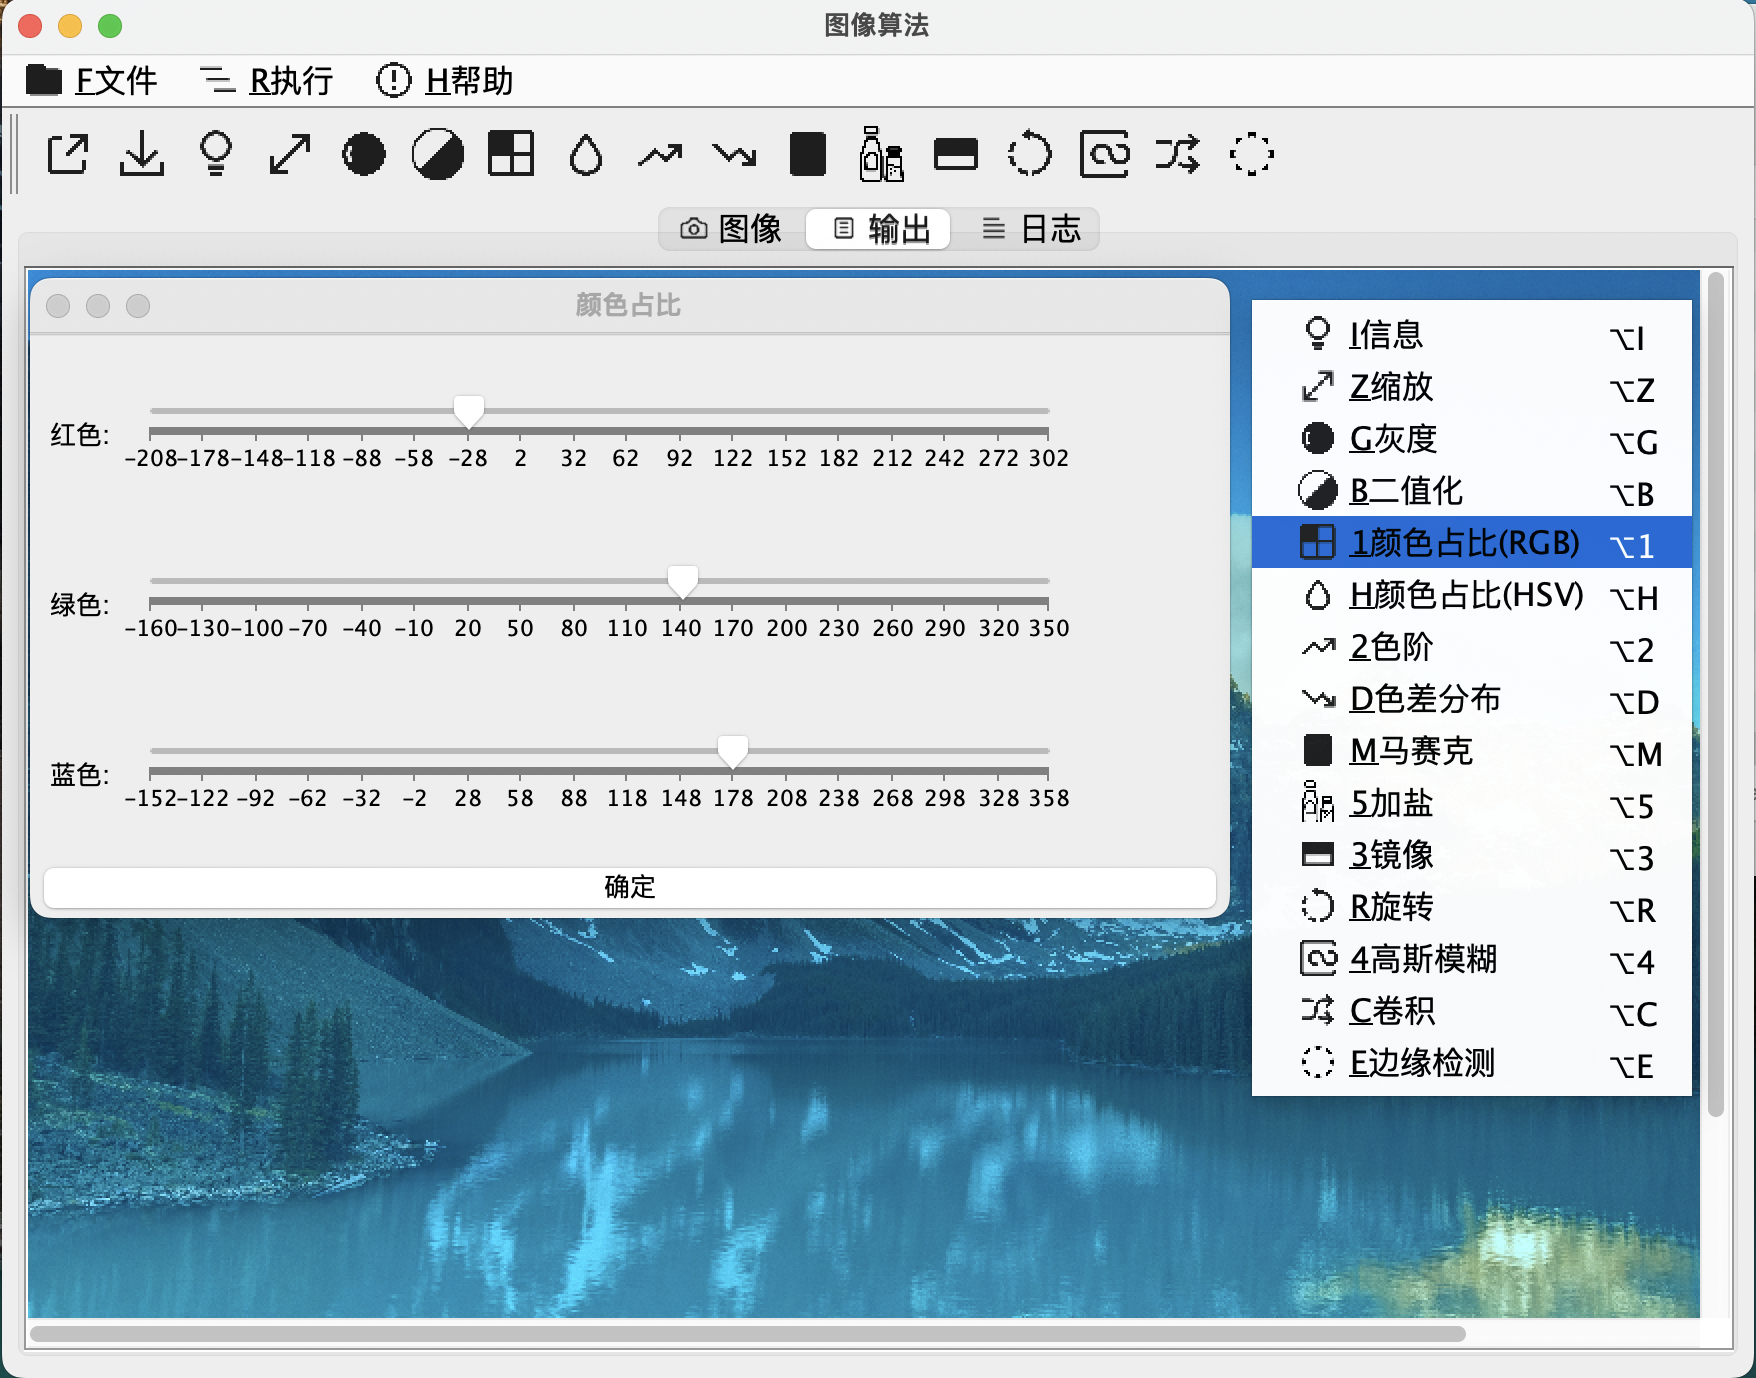 图像算法
F文件 R执行 H帮助
图像 输出 日志
颜色占比
红色:
-208 -178 -148 -118 -88 -58 -28 2 32 62 92 122 152 182 212 242 272 302
绿色:
-160 -130 -100 -70 -40 -10 20 50 80 110 140 170 200 230 260 290 320 350
蓝色:
-152 -122 -92 -62 -32 -2 28 58 88 118 148 178 208 238 268 298 328 358
确定
I信息 ⌥I
Z缩放 ⌥Z
G灰度 ⌥G
B二值化 ⌥B
1颜色占比(RGB) ⌥1
H颜色占比(HSV) ⌥H
2色阶 ⌥2
D色差分布 ⌥D
M马赛克 ⌥M
5加盐 ⌥5
3镜像 ⌥3
R旋转 ⌥R
4高斯模糊 ⌥4
C卷积 ⌥C
E边缘检测 ⌥E